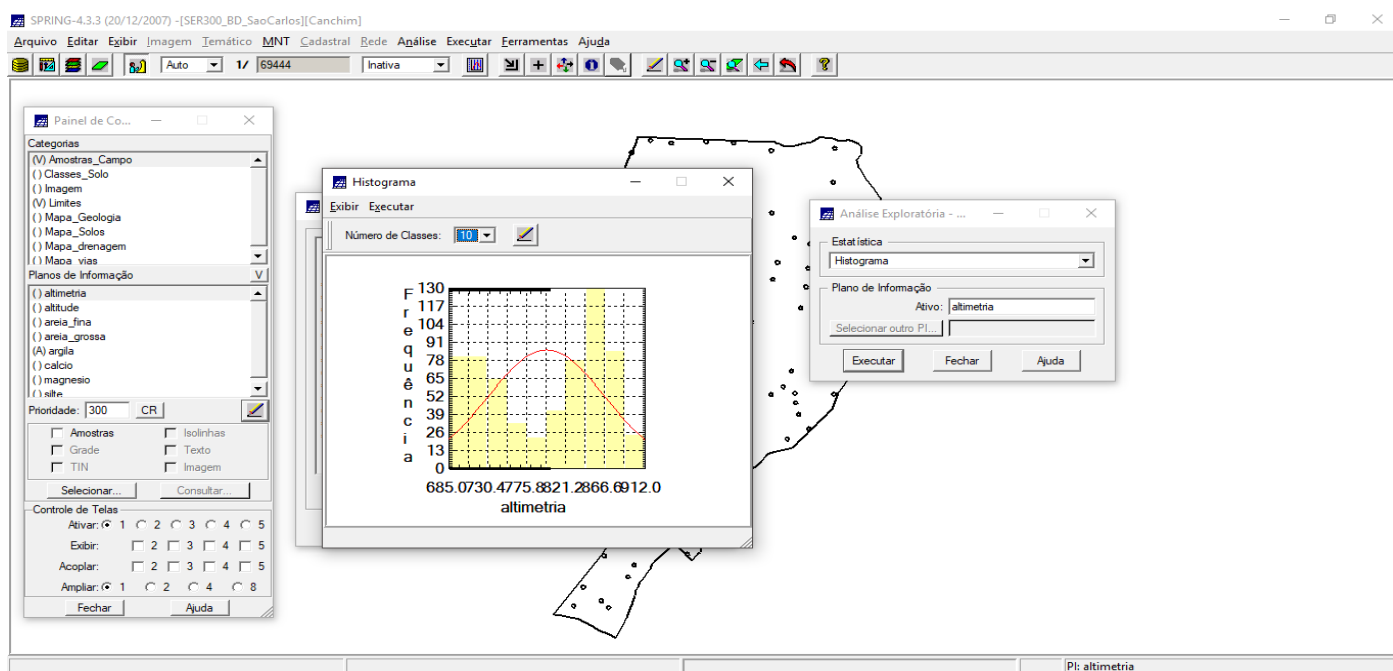 SPRING-4.3.3 (20/12/2007) -[SER300_BD_SaoCarlos][Canchim]
Arquivo Editar Exibir Imagem Temático MNT Cadastral Rede Análise Executar Ferramentas Ajuda
Auto 1/ 69444 Inativa
Painel de Co...
Categorias
(V) Amostras_Campo
( ) Classes_Solo
( ) Imagem
(V) Limites
( ) Mapa_Geologia
( ) Mapa_Solos
( ) Mapa_drenagem
( ) Mapa_vias
Planos de Informação V
( ) altimetria
( ) altitude
( ) areia_fina
( ) areia_grossa
(A) argila
( ) calcio
( ) magnesio
( ) silte
Prioridade: 300 CR
Amostras Isolinhas
Grade Texto
TIN Imagem
Selecionar... Consultar...
Controle de Telas
Ativar: 1 2 3 4 5
Exibir: 2 3 4 5
Acoplar: 2 3 4 5
Ampliar: 1 2 4 8
Fechar Ajuda
Histograma
Exibir Executar
Número de Classes: 10
Frequência
130
117
104
91
78
65
52
39
26
13
0
685.0730.4775.8821.2866.6912.0
altimetria
Análise Exploratória - ...
Estatística
Histograma
Plano de Informação
Ativo: altimetria
Selecionar outro PI...
Executar Fechar Ajuda
PI: altimetria